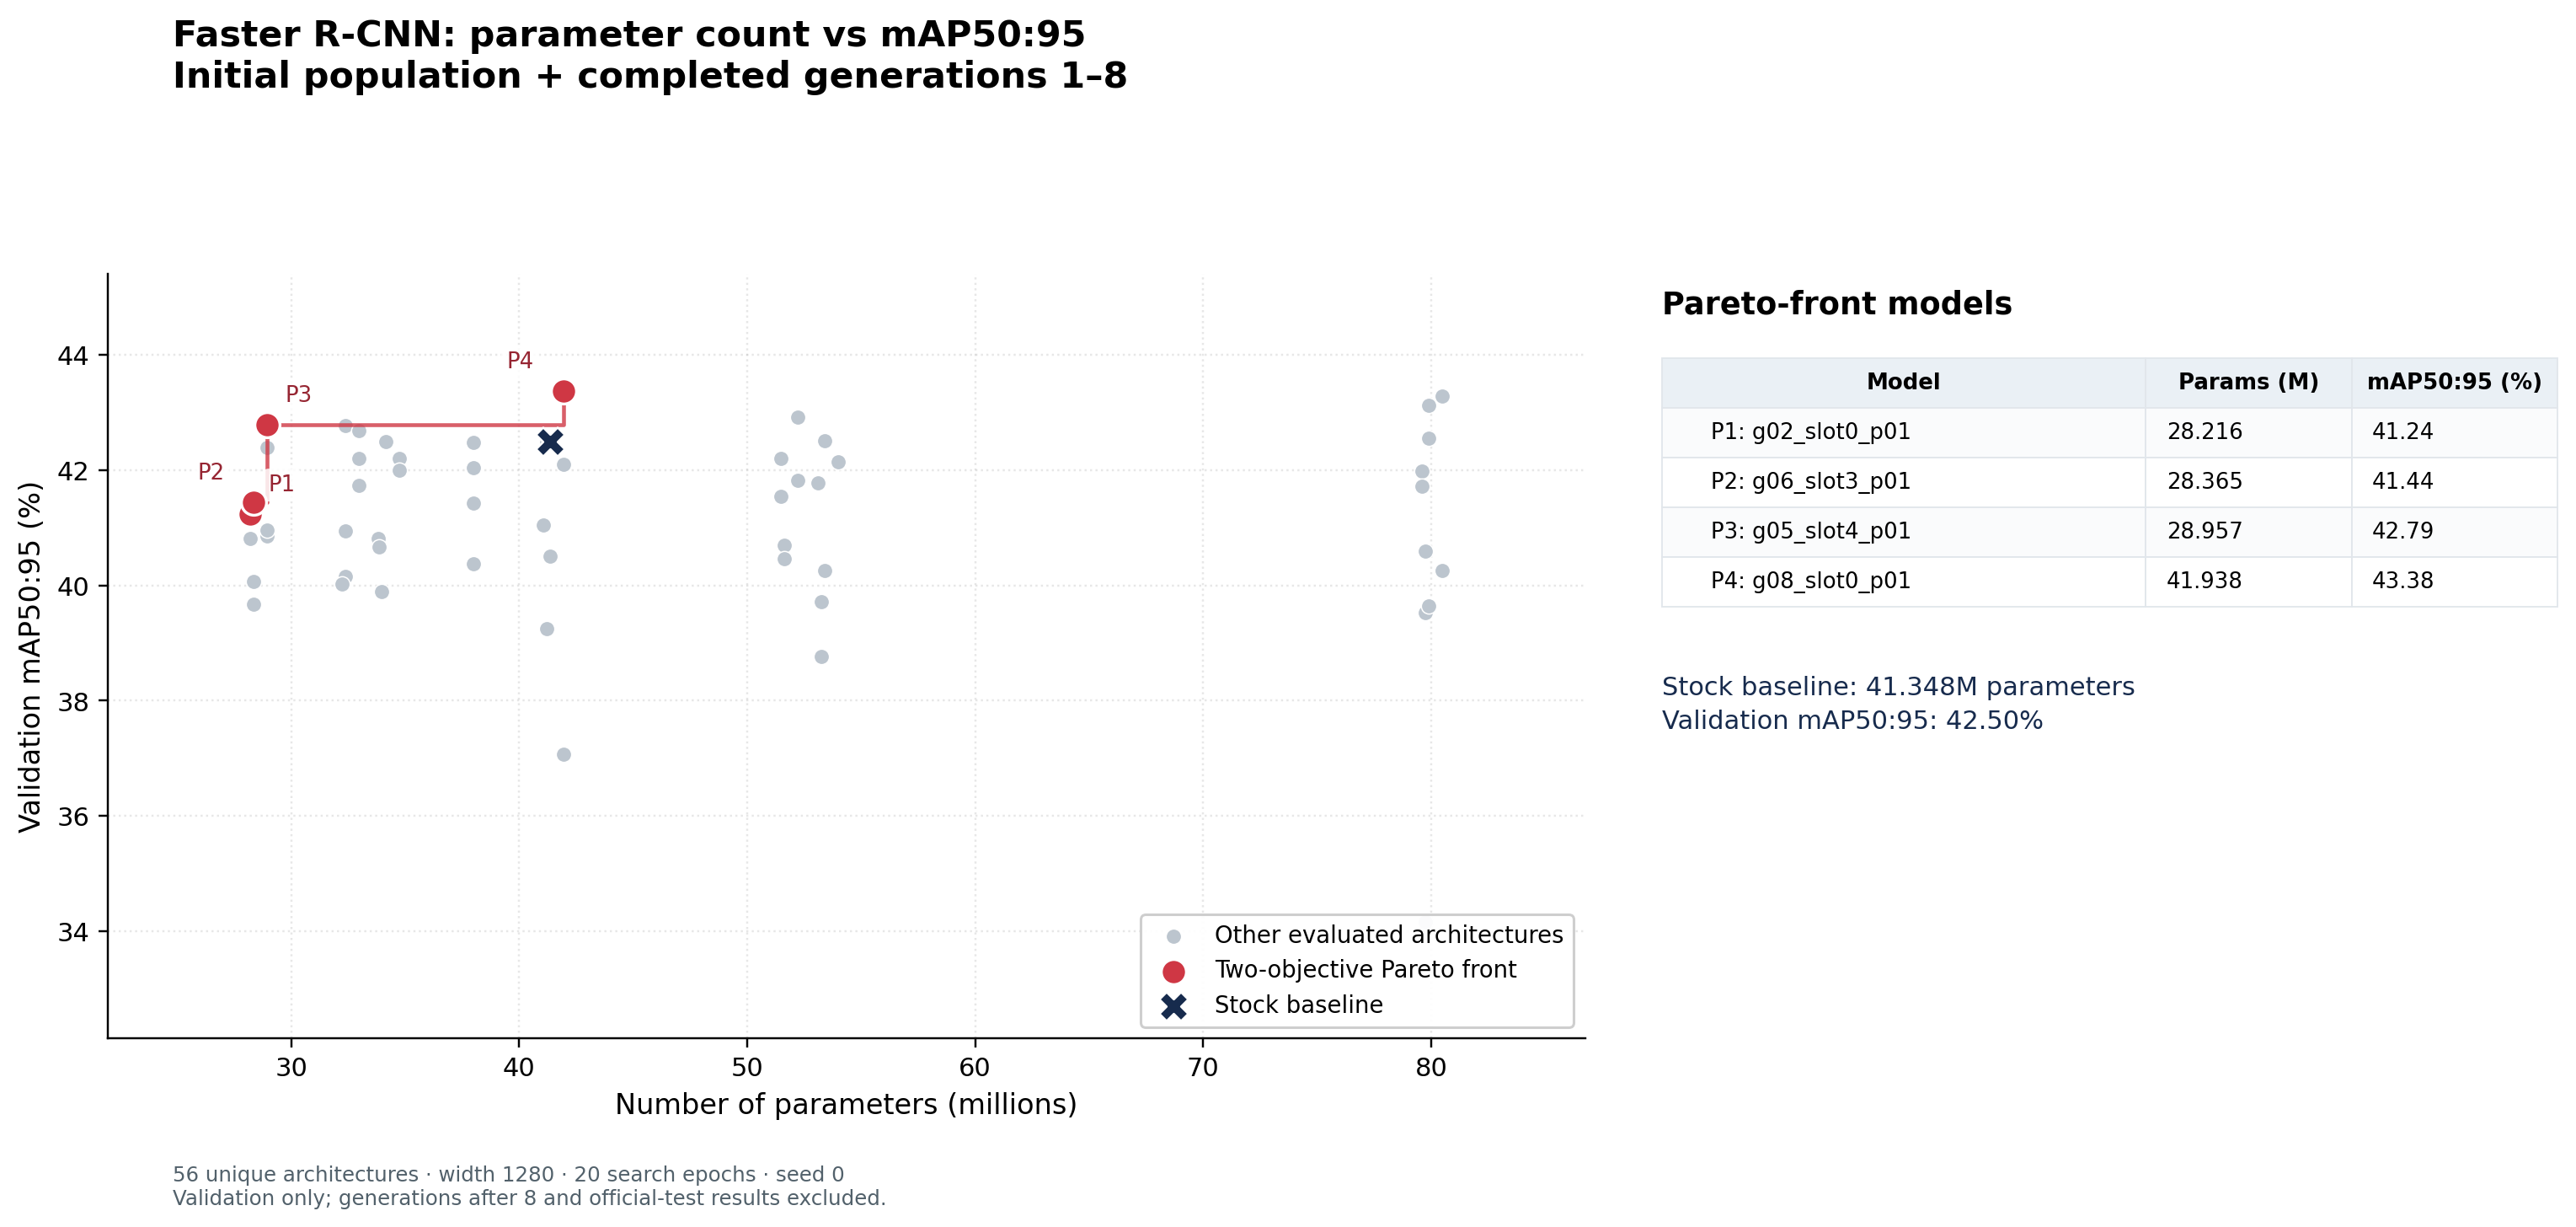 Faster R-CNN: parameter count vs mAP50:95
Initial population + completed generations 1–8
Validation mAP50:95 (%)
44
42
40
38
36
34
P4
P3
P2
P1
30
40
50
60
70
80
Number of parameters (millions)
Other evaluated architectures
Two-objective Pareto front
Stock baseline
Pareto-front models
Model Params (M) mAP50:95 (%)
P1: g02_slot0_p01 28.216 41.24
P2: g06_slot3_p01 28.365 41.44
P3: g05_slot4_p01 28.957 42.79
P4: g08_slot0_p01 41.938 43.38
Stock baseline: 41.348M parameters
Validation mAP50:95: 42.50%
56 unique architectures · width 1280 · 20 search epochs · seed 0
Validation only; generations after 8 and official-test results excluded.